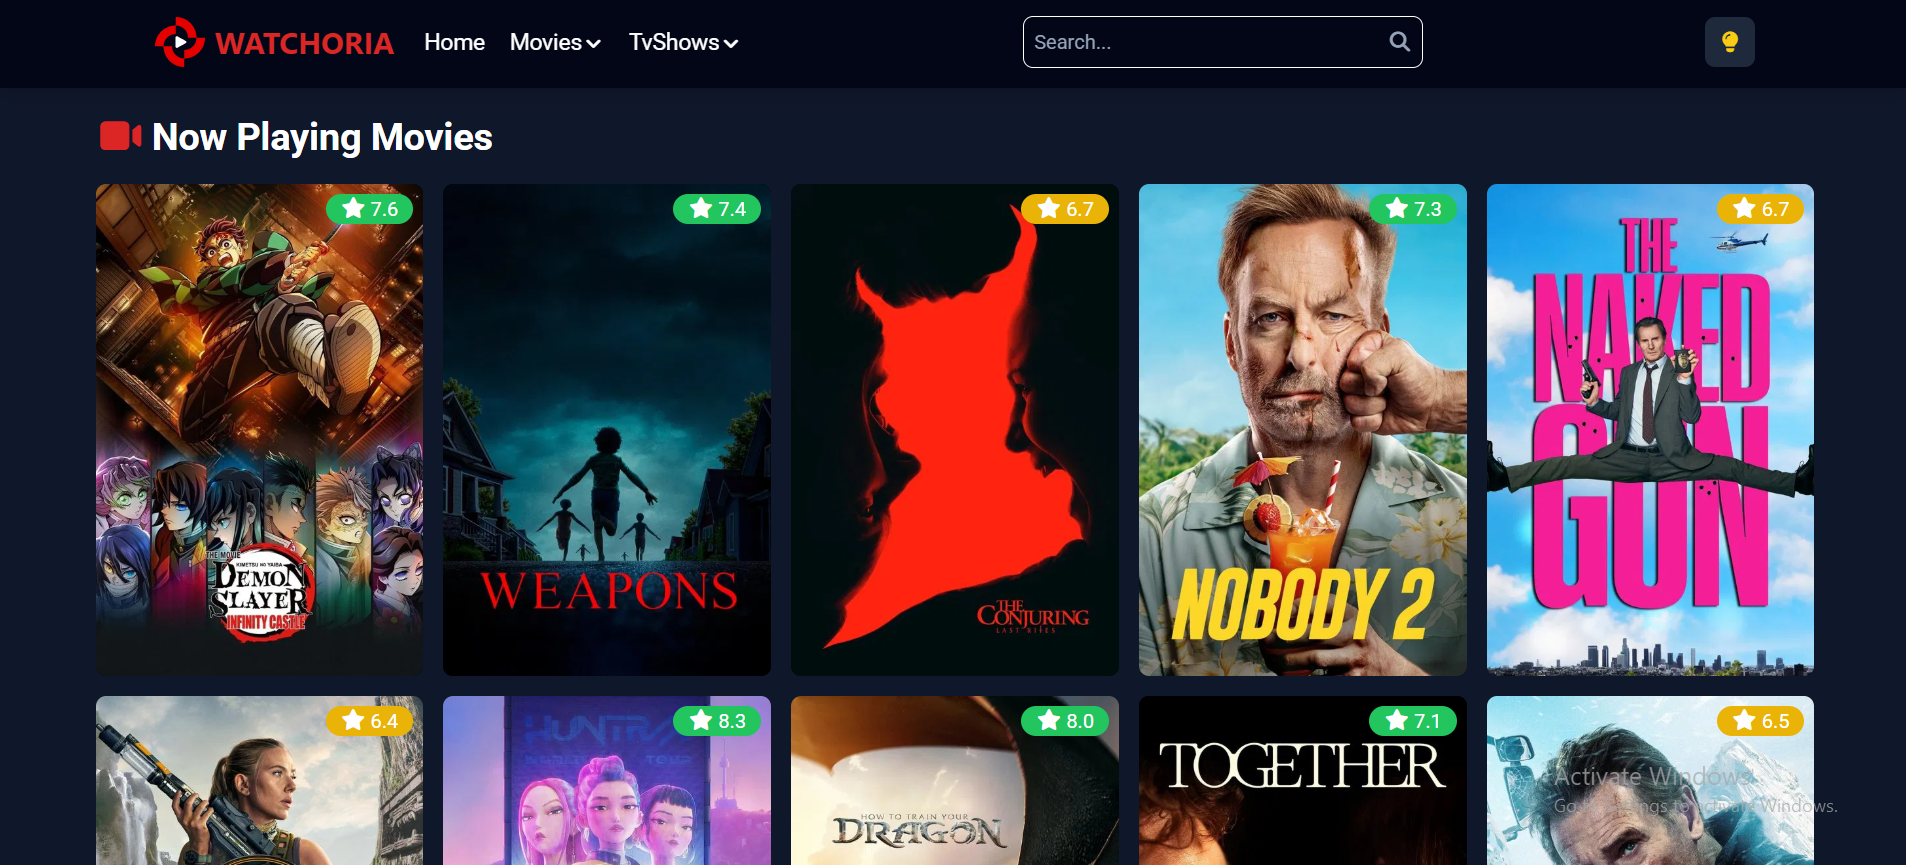 WATCHORIA
Home
Movies
TvShows
Search...
Now Playing Movies
7.6
7.4
6.7
7.3
6.7
THE MOVIE
KIMETSU NO YAIBA
DEMON
SLAYER
INFINITY CASTLE
WEAPONS
THE
CONJURING
LAST RITES
NOBODY 2
THE
NAKED
GUN
6.4
8.3
8.0
7.1
6.5
HUNTR/X
TOUR
HOW TO TRAIN YOUR
DRAGON
TOGETHER
Activate Windows
Go to Settings to activate Windows.